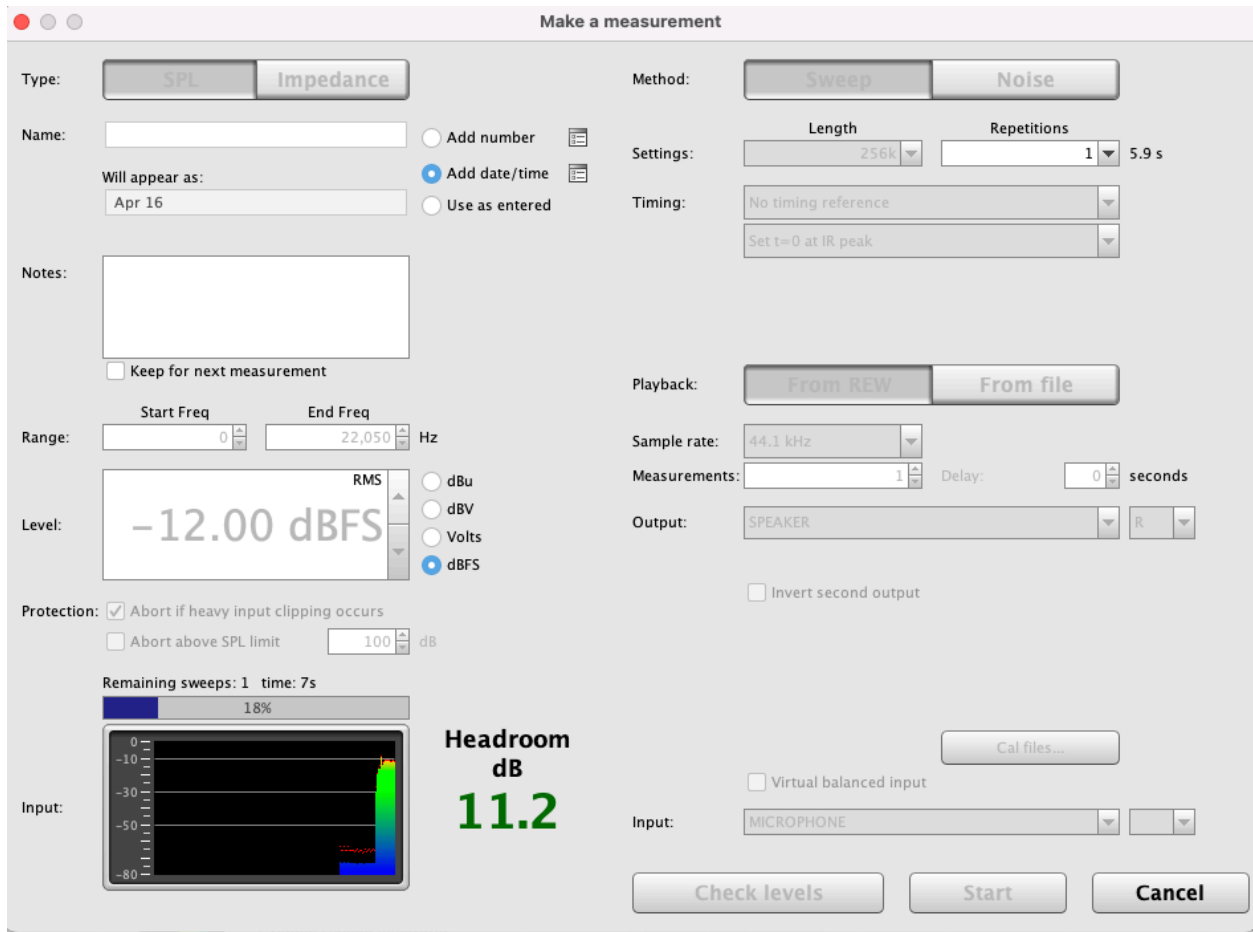 Make a measurement
Type:
SPL
Impedance
Name:
Add number
Will appear as:
Add date/time
Apr 16
Use as entered
Notes:
Keep for next measurement
Start Freq
End Freq
Range:
0
22,050
Hz
Level:
RMS
-12.00 dBFS
dBu
dBV
Volts
dBFS
Protection:
Abort if heavy input clipping occurs
Abort above SPL limit
100
dB
Remaining sweeps: 1 time: 7s
18%
Input:
0
-10
-30
-50
-80
Headroom
dB
11.2
Method:
Sweep
Noise
Length
Repetitions
Settings:
256k
1
5.9 s
Timing:
No timing reference
Set t=0 at IR peak
Playback:
From REW
From file
Sample rate:
44.1 kHz
Measurements:
1
Delay:
0
seconds
Output:
SPEAKER
R
Invert second output
Cal files...
Virtual balanced input
Input:
MICROPHONE
Check levels
Start
Cancel